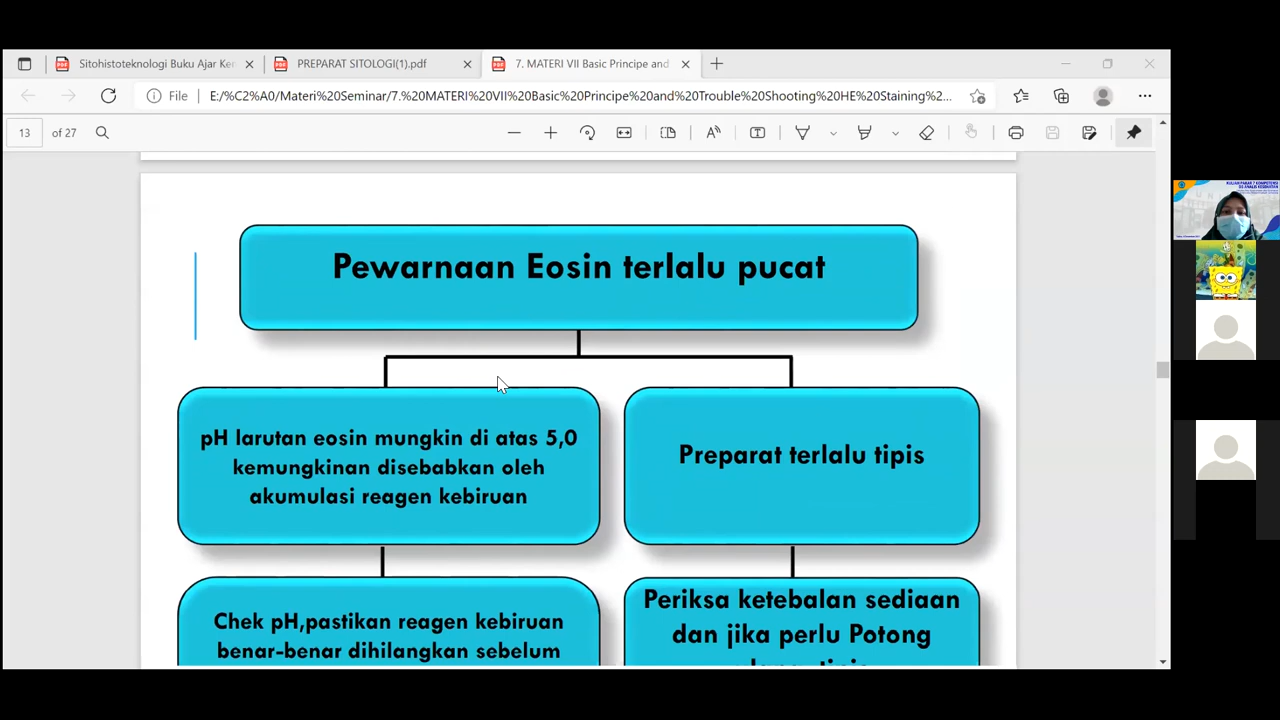 Sitohistoteknologi Buku Ajar Ker
PREPARAT SITOLOGI(1).pdf
7. MATERI VII Basic Principe and
File
E:/%C2%A0/Materi%20Seminar/7.%20MATERI%20VII%20Basic%20Principe%20and%20Trouble%20Shooting%20HE%20Staining%2...
13 of 27
Pewarnaan Eosin terlalu pucat
pH larutan eosin mungkin di atas 5,0
kemungkinan disebabkan oleh
akumulasi reagen kebiruan
Preparat terlalu tipis
Chek pH,pastikan reagen kebiruan
benar-benar dihilangkan sebelum
Periksa ketebalan sediaan
dan jika perlu Potong